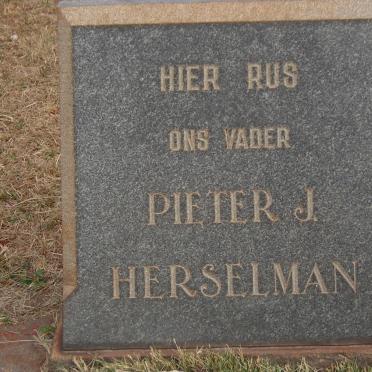 HIER RUS
ONS VADER
PIETER J.
HERSELMAN